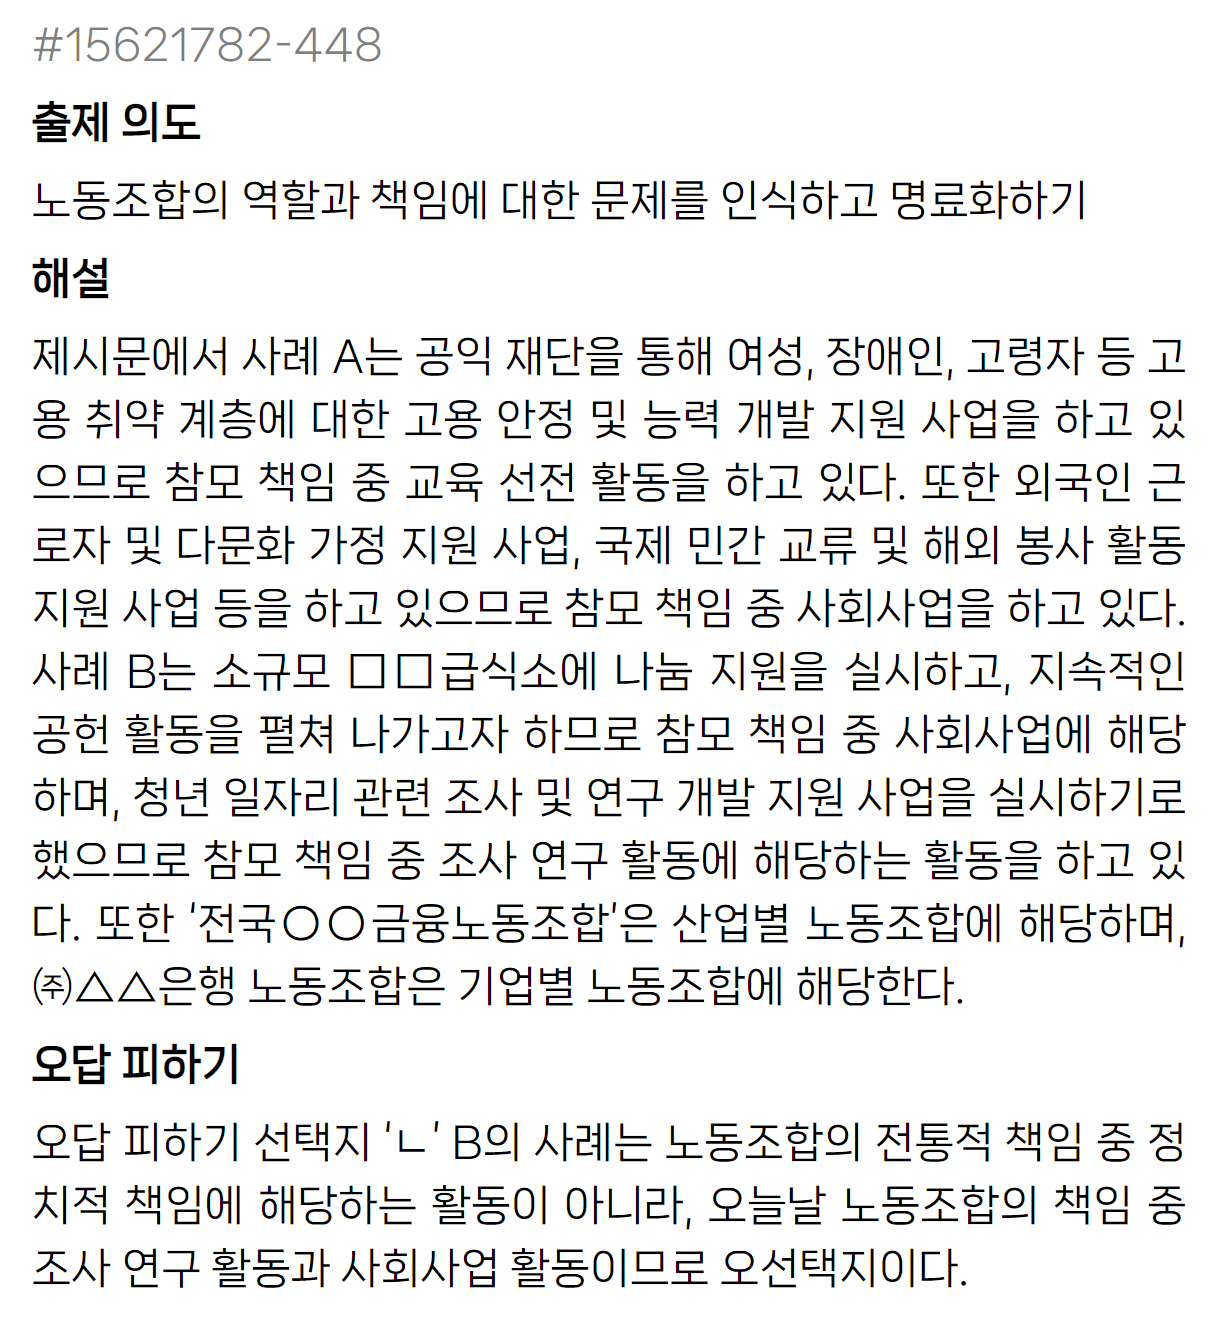 #15621782-448
출제 의도
노동조합의 역할과 책임에 대한 문제를 인식하고 명료화하기
해설
제시문에서 사례 A는 공익 재단을 통해 여성, 장애인, 고령자 등 고
용 취약 계층에 대한 고용 안정 및 능력 개발 지원 사업을 하고 있
으므로 참모 책임 중 교육 선전 활동을 하고 있다. 또한 외국인 근
로자 및 다문화 가정 지원 사업, 국제 민간 교류 및 해외 봉사 활동
지원 사업 등을 하고 있으므로 참모 책임 중 사회사업을 하고 있다.
사례 B는 소규모 □□급식소에 나눔 지원을 실시하고, 지속적인
공헌 활동을 펼쳐 나가고자 하므로 참모 책임 중 사회사업에 해당
하며, 청년 일자리 관련 조사 및 연구 개발 지원 사업을 실시하기로
했으므로 참모 책임 중 조사 연구 활동에 해당하는 활동을 하고 있
다. 또한 '전국○○금융노동조합'은 산업별 노동조합에 해당하며,
㈜△△은행 노동조합은 기업별 노동조합에 해당한다.
오답 피하기
오답 피하기 선택지 'ㄴ' B의 사례는 노동조합의 전통적 책임 중 정
치적 책임에 해당하는 활동이 아니라, 오늘날 노동조합의 책임 중
조사 연구 활동과 사회사업 활동이므로 오선택지이다.